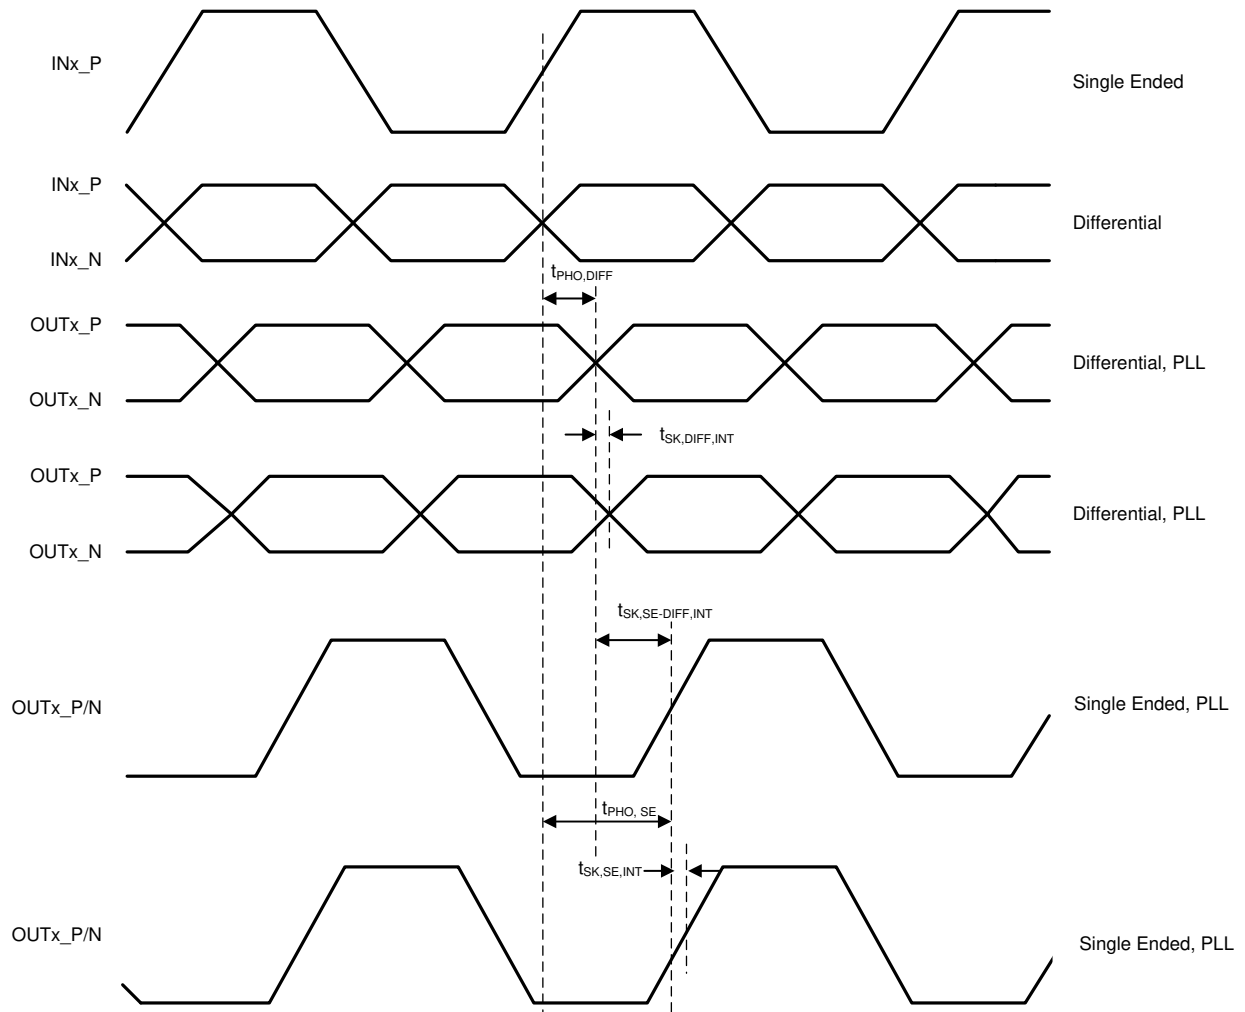 INx_P
Single Ended
INx_P
Differential
INx_N
tPHO,DIFF
OUTx_P
Differential, PLL
OUTx_N
tSK,DIFF,INT
OUTx_P
Differential, PLL
OUTx_N
tSK,SE-DIFF,INT
OUTx_P/N
Single Ended, PLL
tPHO, SE
tSK,SE,INT
OUTx_P/N
Single Ended, PLL